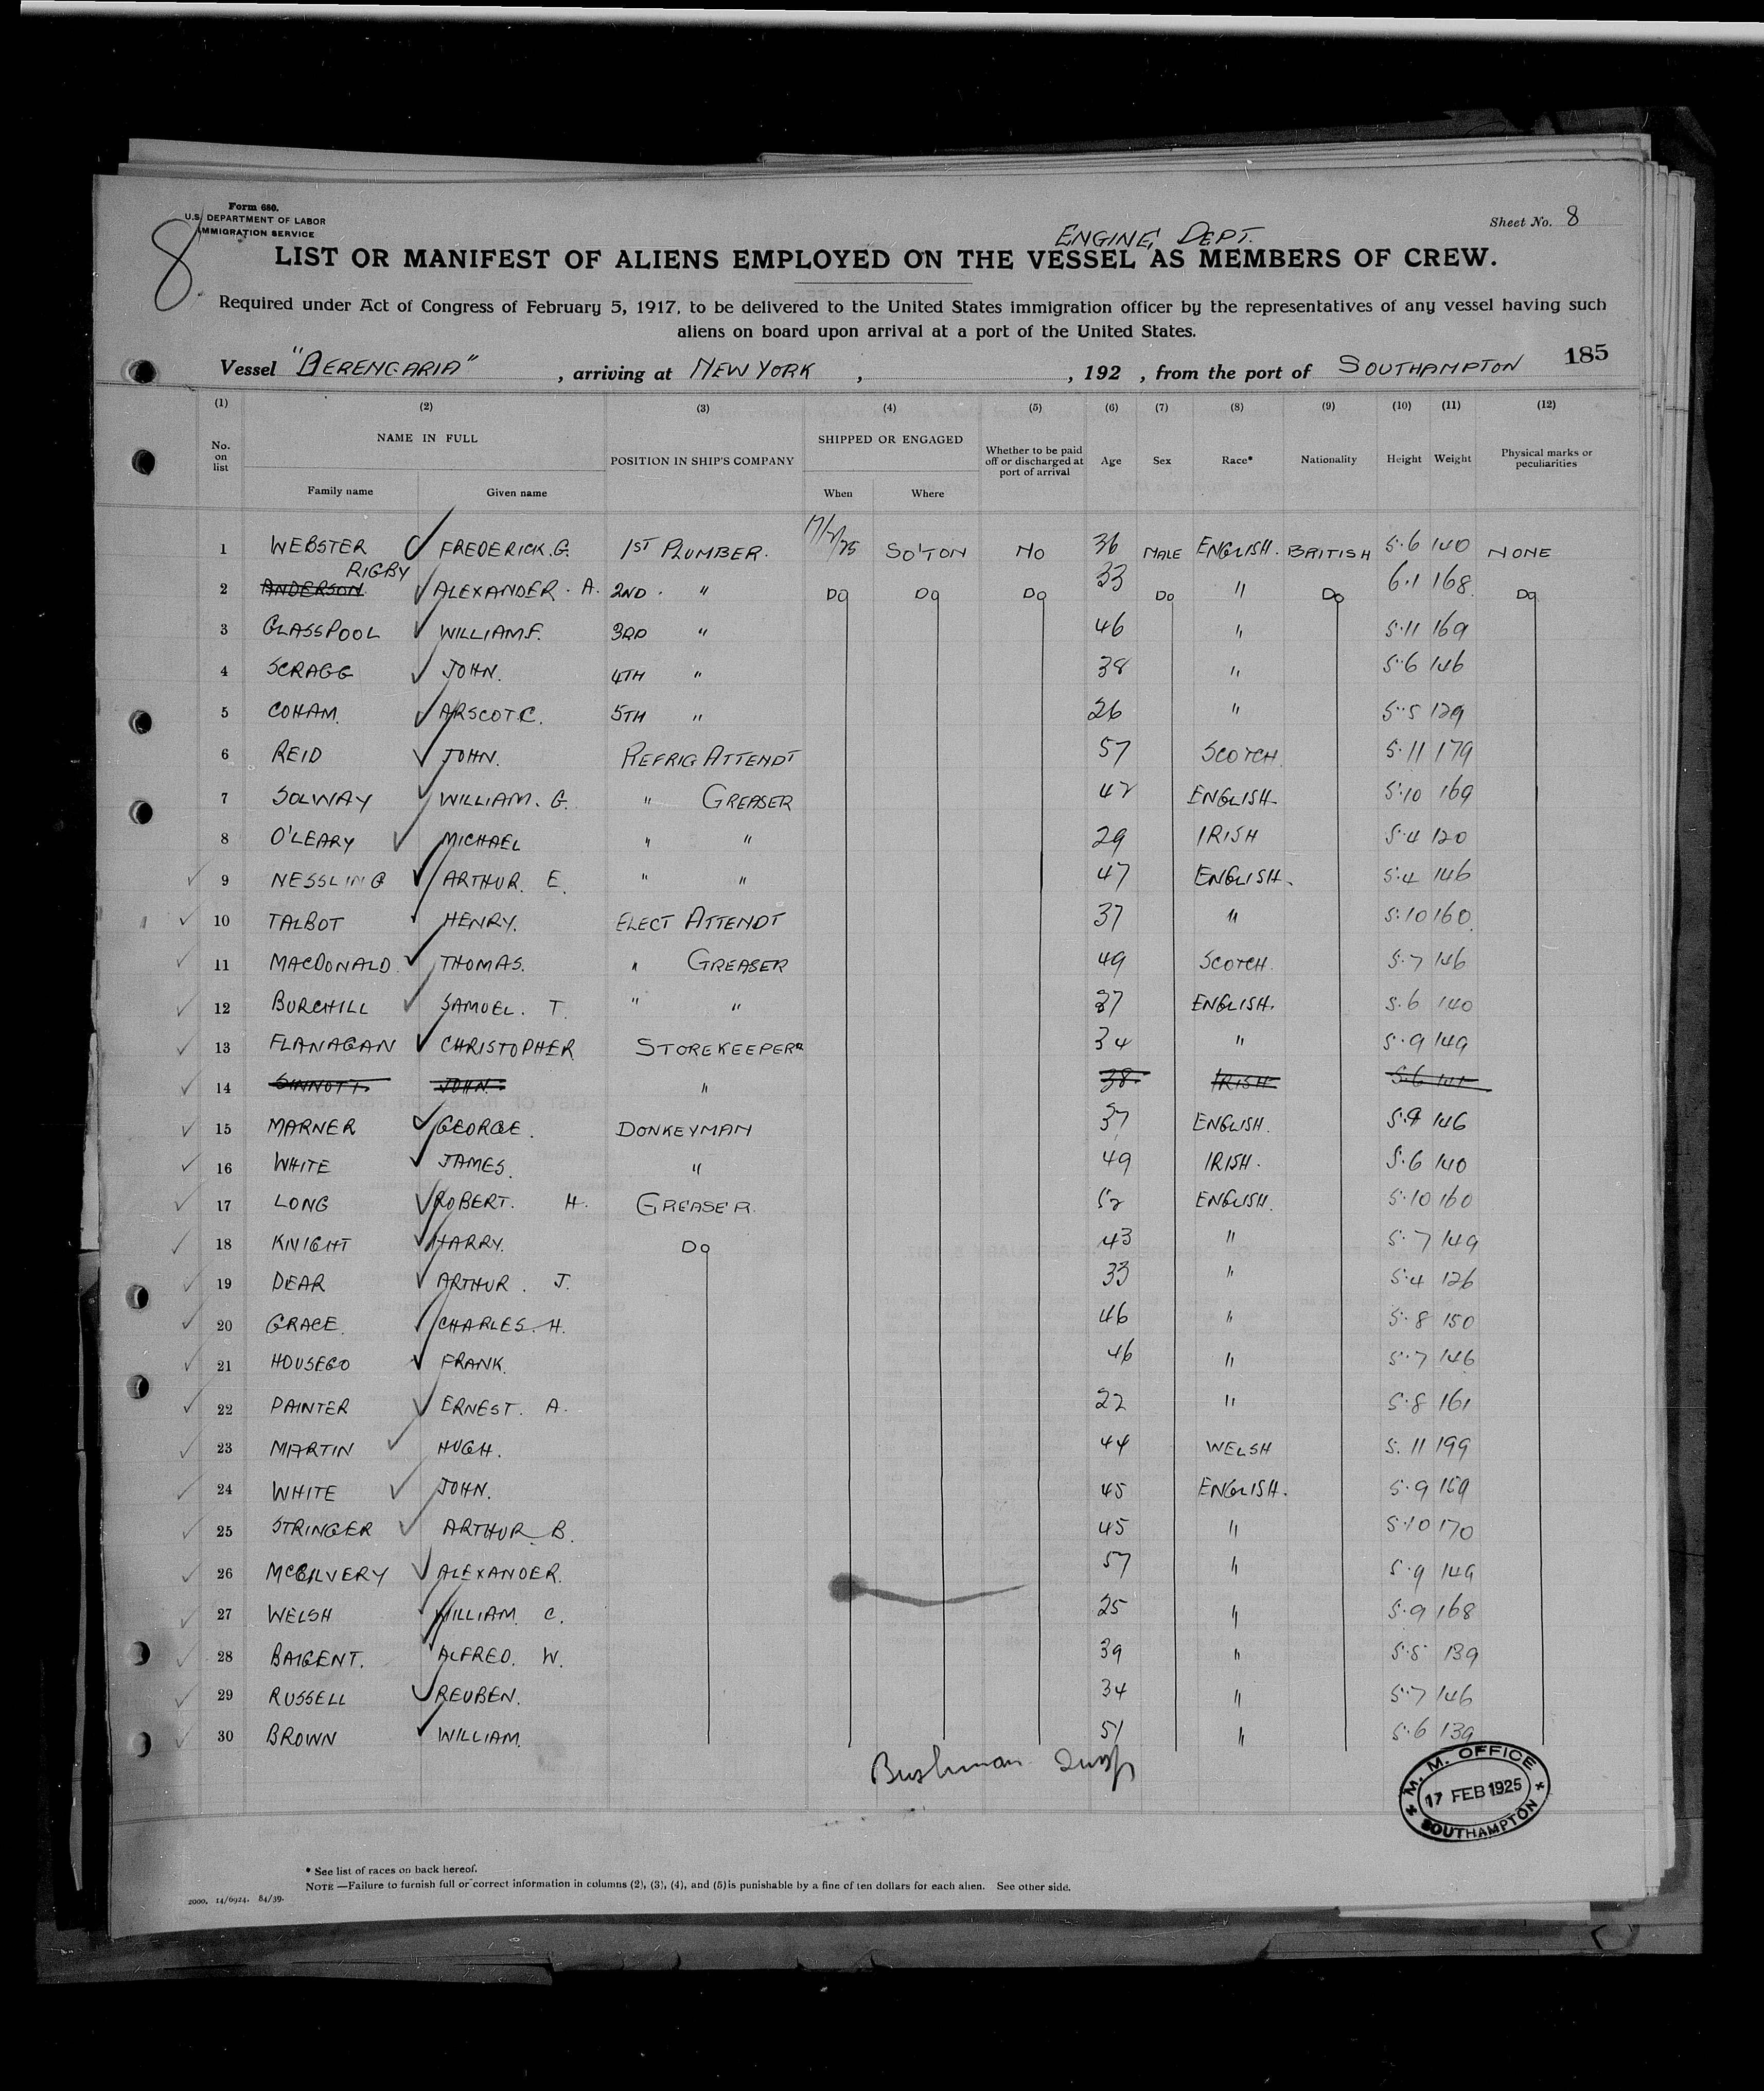 Form 680.
U.S. DEPARTMENT OF LABOR
IMMIGRATION SERVICE
8
Sheet No. 8
ENGINE DEPT.
LIST OR MANIFEST OF ALIENS EMPLOYED ON THE VESSEL AS MEMBERS OF CREW.
Required under Act of Congress of February 5, 1917, to be delivered to the United States immigration officer by the representatives of any vessel having such
aliens on board upon arrival at a port of the United States.
Vessel "BERENGARIA" , arriving at NEW YORK , , 192 , from the port of SOUTHAMPTON 185
(1) (2) (3) (4) (5) (6) (7) (8) (9) (10) (11) (12)
No. on list NAME IN FULL POSITION IN SHIP'S COMPANY SHIPPED OR ENGAGED Whether to be paid off or discharged at port of arrival Age Sex Race* Nationality Height Weight Physical marks or peculiarities
Family name Given name When Where
1 WEBSTER FREDERICK.G. 1ST PLUMBER. 17/2/25 SO'TON NO 36 MALE ENGLISH. BRITISH 5.6 140 NONE
RIGBY
2 ANDERSON ALEXANDER. A. 2ND. " DO DO DO 33 DO " DO 6.1 168. DO
3 GLASSPOOL WILLIAM.F. 3RD " 46 " 5.11 169
4 SCRAGG JOHN. 4TH " 38 " 5.6 146
5 COHAM. ARSCOT.C. 5TH " 26 " 5.5 129
6 REID JOHN. REFRIG ATTENDT 57 SCOTCH. 5.11 179
7 SOLWAY WILLIAM. G. " GREASER 42 ENGLISH. 5.10 169
8 O'LEARY MICHAEL " " 29 IRISH 5.4 120
9 NESSLING ARTHUR. E. " " 47 ENGLISH. 5.4 146
10 TALBOT HENRY. ELECT ATTENDT 37 " 5.10 160.
11 MACDONALD. THOMAS. " GREASER 49 SCOTCH. 5.7 146
12 BURCHILL SAMUEL. T. " " 37 ENGLISH. 5.6 140
13 FLANAGAN CHRISTOPHER STOREKEEPER 34 " 5.9 149
14 SINNOTT. JOHN. " 38. IRISH 5.6 141
15 MARNER GEORGE. DONKEYMAN 37 ENGLISH. 5.9 146
16 WHITE JAMES. " 49 IRISH. 5.6 140
17 LONG ROBERT. H. GREASER. 52 ENGLISH. 5.10 160
18 KNIGHT HARRY. DO 43 " 5.7 149
19 DEAR ARTHUR. J. 33 " 5.4 126
20 GRACE. CHARLES. H. 46 " 5.8 150
21 HOUSEGO FRANK. 46 " 5.7 146
22 PAINTER ERNEST. A. 22 " 5.8 161
23 MARTIN HUGH. 44 WELSH 5.11 199
24 WHITE JOHN. 45 ENGLISH. 5.9 159
25 STRINGER ARTHUR B. 45 " 5.10 170
26 MCGILVERY ALEXANDER. 57 " 5.9 149
27 WELSH WILLIAM C. 25 " 5.9 168
28 BAIGENT. ALFRED. W. 39 " 5.5 139
29 RUSSELL REUBEN. 34 " 5.7 146
30 BROWN WILLIAM. 51 " 5.6 139
Bushman
M. M. OFFICE
17 FEB 1925
SOUTHAMPTON
* See list of races on back hereof.
NOTE —Failure to furnish full or correct information in columns (2), (3), (4), and (5) is punishable by a fine of ten dollars for each alien. See other side.
2000. 14/6924. 84/39.